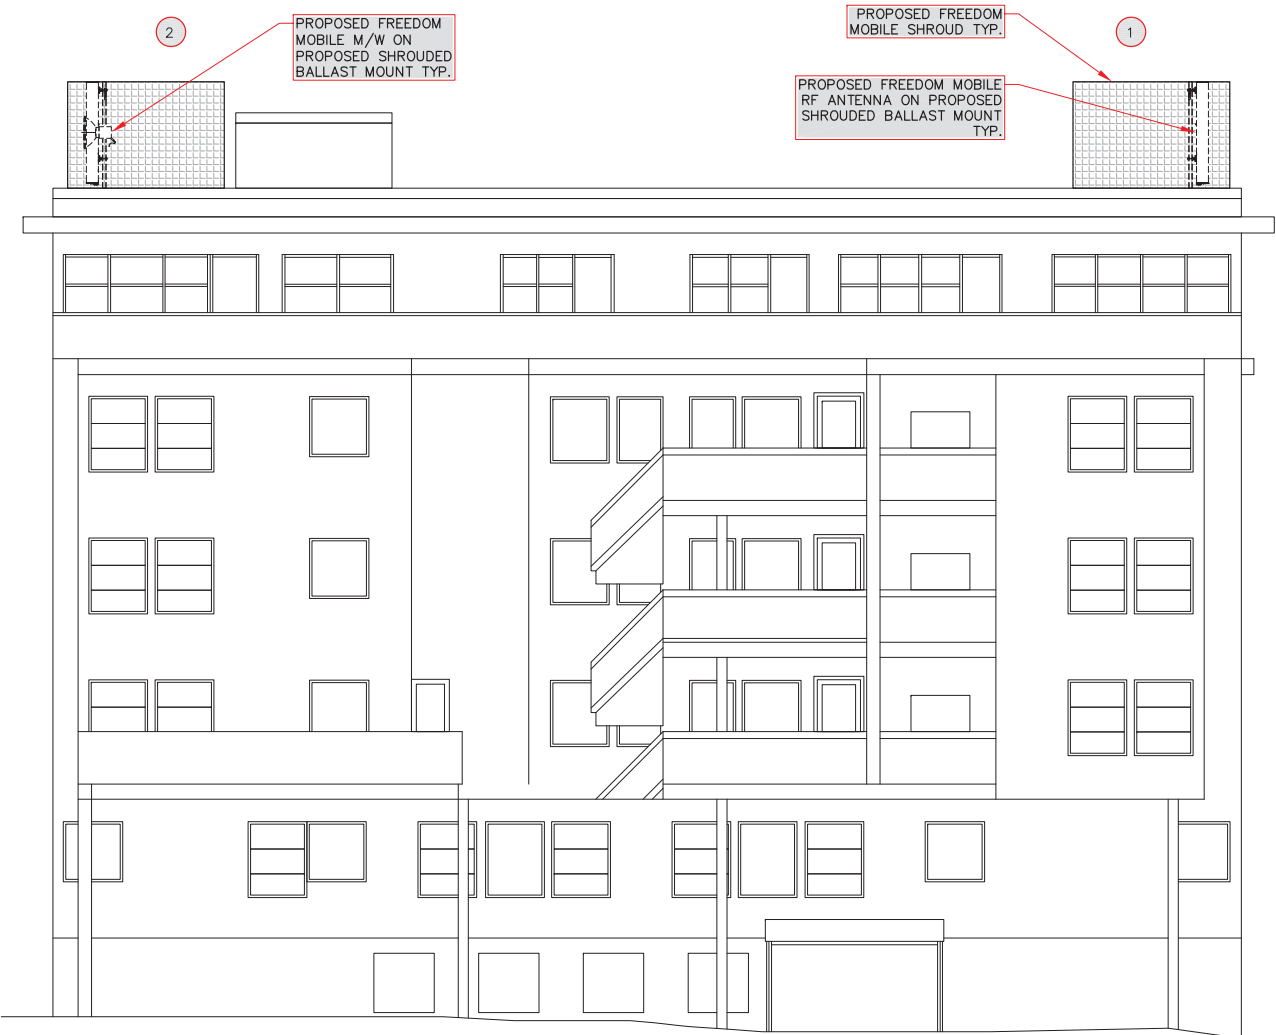 2
PROPOSED FREEDOM
MOBILE M/W ON
PROPOSED SHROUDED
BALLAST MOUNT TYP.
PROPOSED FREEDOM
MOBILE SHROUD TYP.
1
PROPOSED FREEDOM MOBILE
RF ANTENNA ON PROPOSED
SHROUDED BALLAST MOUNT
TYP.